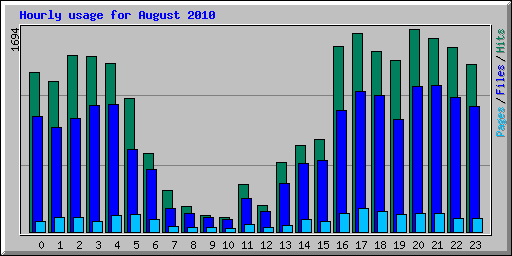 Hourly usage for August 2010
1694
Pages/Files/Hits
0 1 2 3 4 5 6 7 8 9 10 11 12 13 14 15 16 17 18 19 20 21 22 23